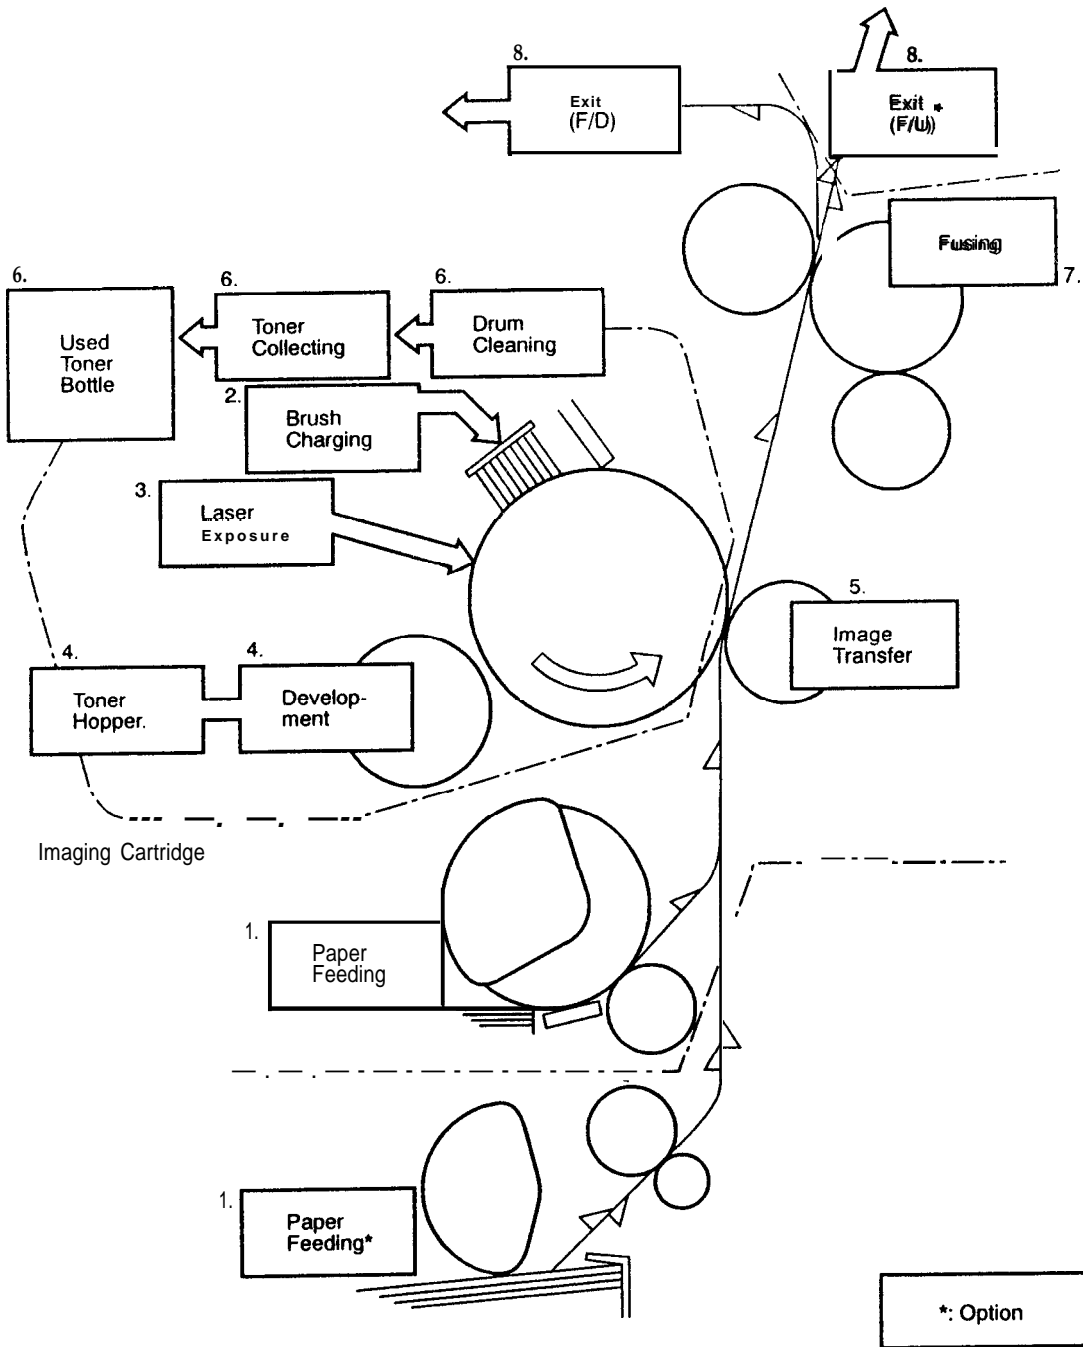 8.
Exit
(F/D)
8.
Exit *
(F/U)
Fusing
7.
6.
Used
Toner
Bottle
6.
Toner
Collecting
6.
Drum
Cleaning
2.
Brush
Charging
3.
Laser
Exposure
5.
Image
Transfer
4.
Toner
Hopper.
4.
Develop-
ment
Imaging Cartridge
1.
Paper
Feeding
1.
Paper
Feeding*
*: Option